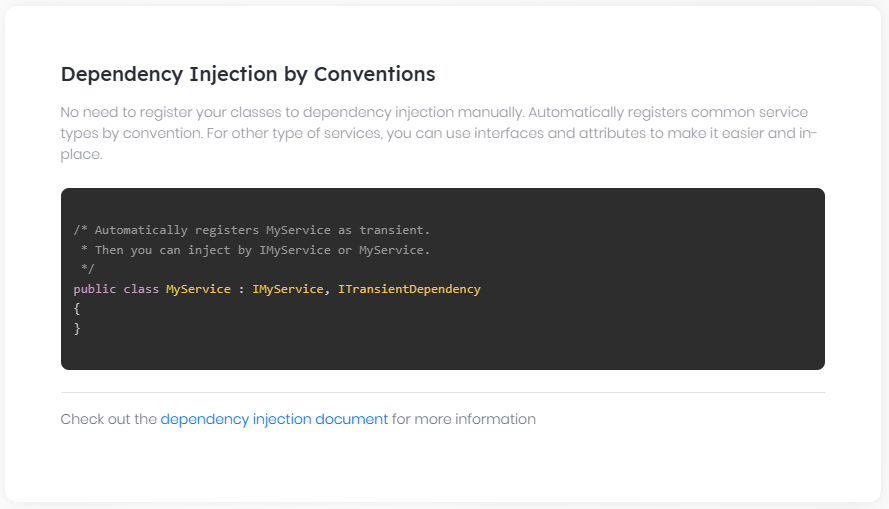 Dependency Injection by Conventions
No need to register your classes to dependency injection manually. Automatically registers common service
types by convention. For other type of services, you can use interfaces and attributes to make it easier and in-
place.
/* Automatically registers MyService as transient.
 * Then you can inject by IMyService or MyService.
 */
public class MyService : IMyService, ITransientDependency
{
}
Check out the dependency injection document for more information